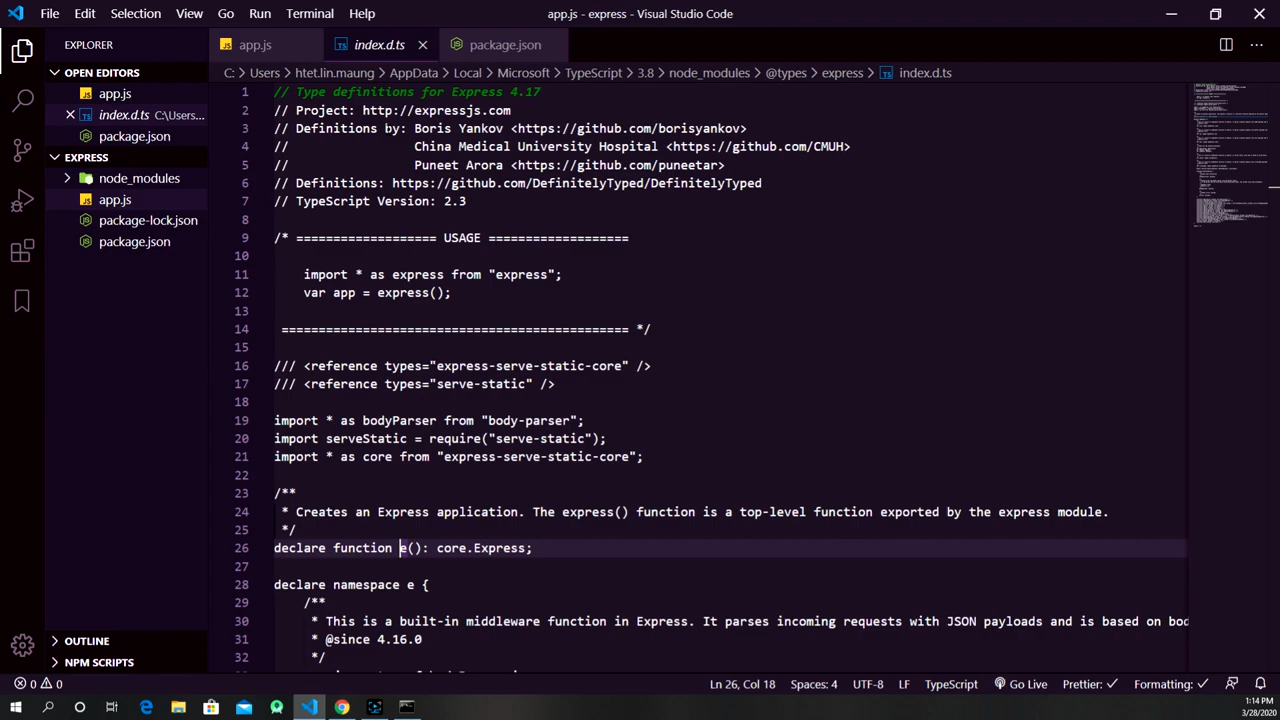 File Edit Selection View Go Run Terminal Help
app.js - express - Visual Studio Code
EXPLORER
OPEN EDITORS
JS app.js
TS index.d.ts C:\Users...
package.json
EXPRESS
node_modules
JS app.js
package-lock.json
package.json
OUTLINE
NPM SCRIPTS
JS app.js
TS index.d.ts
package.json
C: > Users > htet.lin.maung > AppData > Local > Microsoft > TypeScript > 3.8 > node_modules > @types > express > TS index.d.ts
1 // Type definitions for Express 4.17
2 // Project: http://expressjs.com
3 // Definitions by: Boris Yankov <https://github.com/borisyankov>
4 // China Medical University Hospital <https://github.com/CMUH>
5 // Puneet Arora <https://github.com/puneetar>
6 // Definitions: https://github.com/DefinitelyTyped/DefinitelyTyped
7 // TypeScript Version: 2.3
8
9 /* =================== USAGE ===================
10
11 import * as express from "express";
12 var app = express();
13
14 =============================================== */
15
16 /// <reference types="express-serve-static-core" />
17 /// <reference types="serve-static" />
18
19 import * as bodyParser from "body-parser";
20 import serveStatic = require("serve-static");
21 import * as core from "express-serve-static-core";
22
23 /**
24 * Creates an Express application. The express() function is a top-level function exported by the express module.
25 */
26 declare function e(): core.Express;
27
28 declare namespace e {
29 /**
30 * This is a built-in middleware function in Express. It parses incoming requests with JSON payloads and is based on bod
31 * @since 4.16.0
32 */
0 0
Ln 26, Col 18 Spaces: 4 UTF-8 LF TypeScript Go Live Prettier: ✓ Formatting: ✓
1:14 PM
3/28/2020